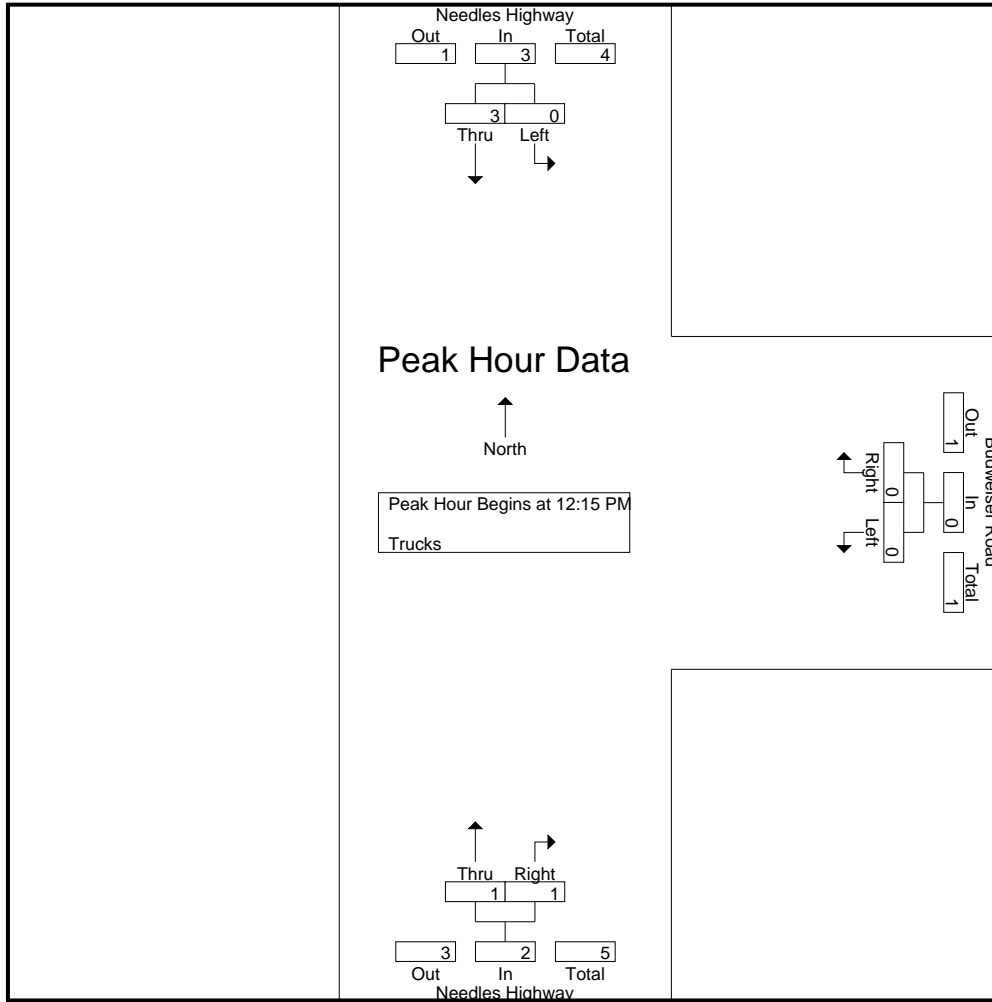 Needles Highway
Out In Total
1 3 4
3 0
Thru Left
Peak Hour Data
North
Peak Hour Begins at 12:15 PM
Trucks
Budweiser Road
Out In Total
1 0 1
Right Left
0 0
Thru Right
1 1
3 2 5
Out In Total
Needles Highway